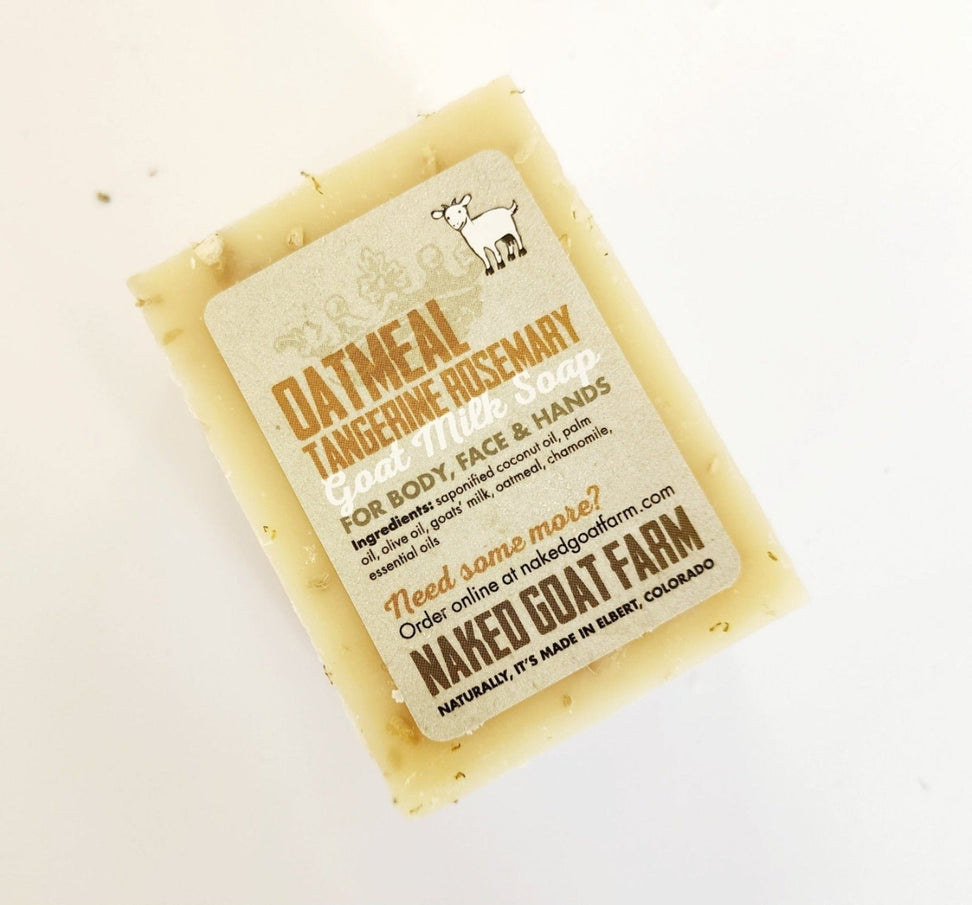 OATMEAL
TANGERINE ROSEMARY
Goat Milk Soap
FOR BODY, FACE & HANDS
Ingredients: saponified coconut oil, palm
oil, olive oil, goats' milk, oatmeal, chamomile,
essential oils
Need some more?
Order online at nakedgoatfarm.com
NAKED GOAT FARM
NATURALLY, IT'S MADE IN ELBERT, COLORADO